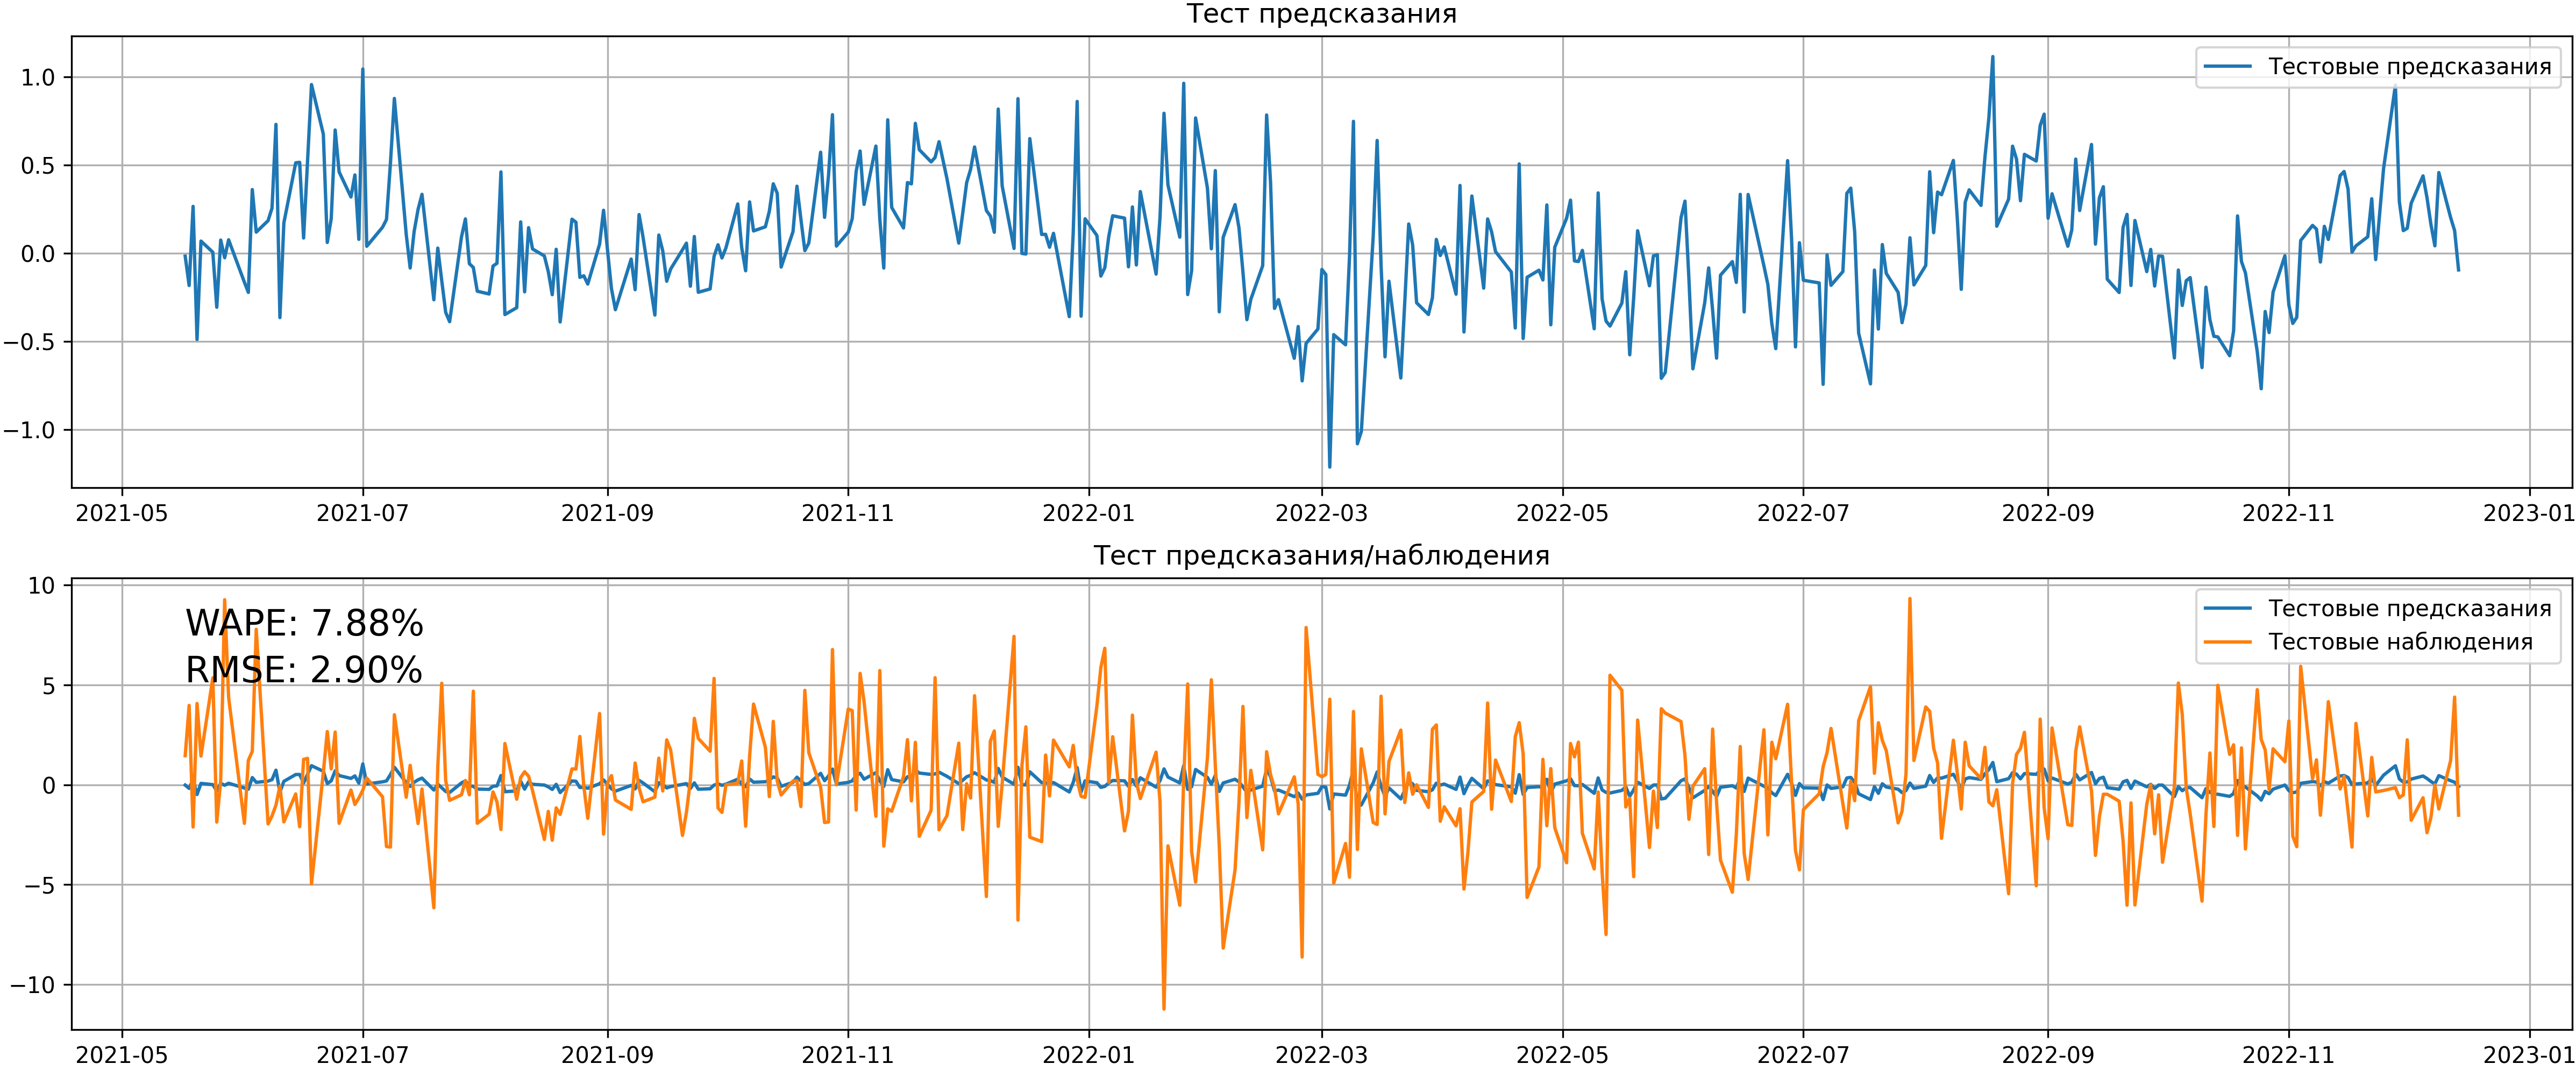 Тест предсказания
Тестовые предсказания
1.0
0.5
0.0
−0.5
−1.0
2021-05 2021-07 2021-09 2021-11 2022-01 2022-03 2022-05 2022-07 2022-09 2022-11 2023-01
Тест предсказания/наблюдения
WAPE: 7.88%
RMSE: 2.90%
Тестовые предсказания
Тестовые наблюдения
10
5
0
−5
−10
2021-05 2021-07 2021-09 2021-11 2022-01 2022-03 2022-05 2022-07 2022-09 2022-11 2023-01